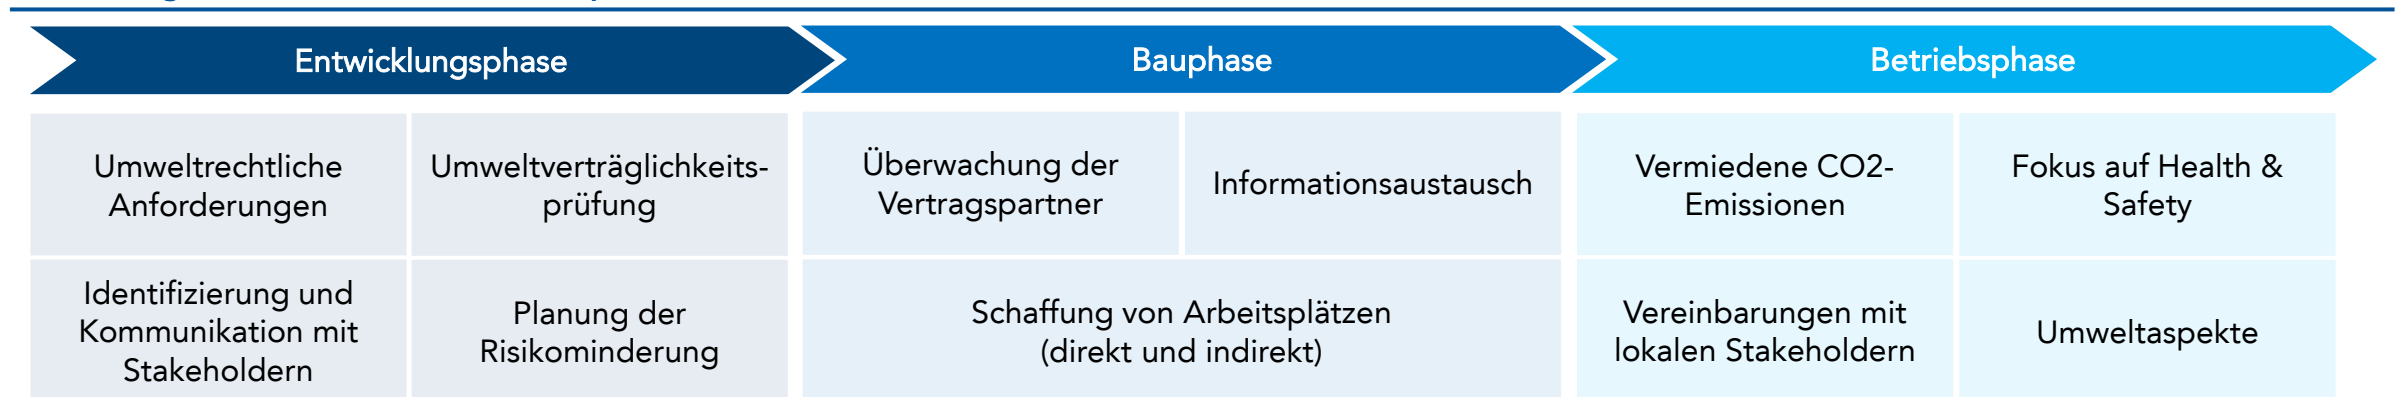 Entwicklungsphase
Bauphase
Betriebsphase
Umweltrechtliche
Anforderungen
Umweltverträglichkeits-
prüfung
Identifizierung und
Kommunikation mit
Stakeholdern
Planung der
Risikominderung
Überwachung der
Vertragspartner
Informationsaustausch
Schaffung von Arbeitsplätzen
(direkt und indirekt)
Vermiedene CO2-
Emissionen
Fokus auf Health &
Safety
Vereinbarungen mit
lokalen Stakeholdern
Umweltaspekte